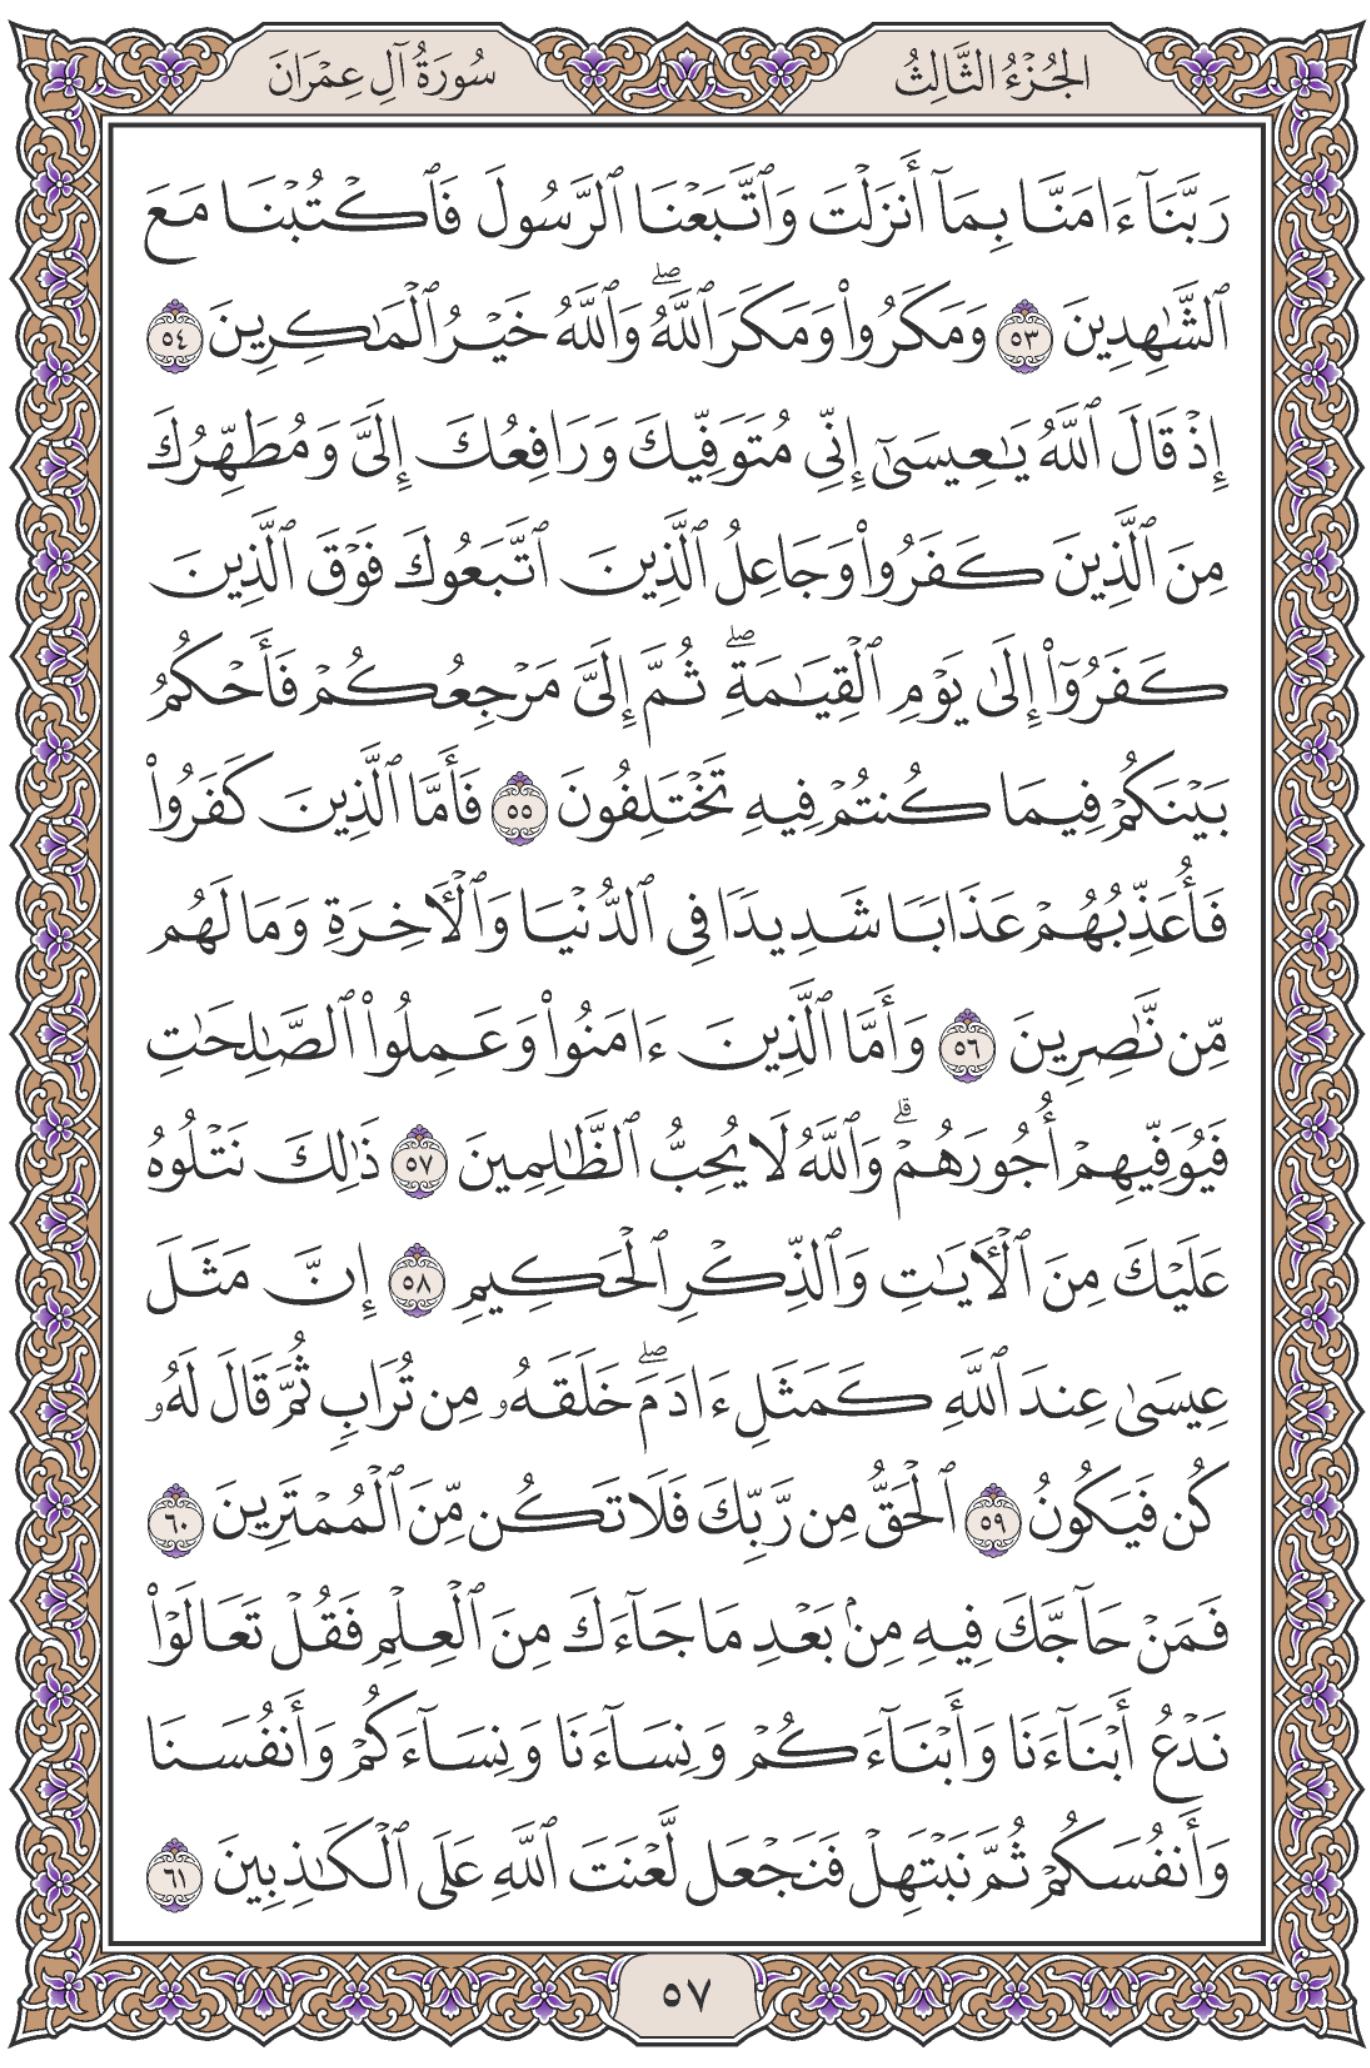 الجُزْءُ الثَّالِثُ
سُورَةُ آلِ عِمْرَانَ
رَبَّنَآ ءَامَنَّا بِمَآ أَنزَلْتَ وَٱتَّبَعْنَا ٱلرَّسُولَ فَٱكْتُبْنَا مَعَ
ٱلشَّٰهِدِينَ ٥٣ وَمَكَرُوا۟ وَمَكَرَ ٱللَّهُ ۖ وَٱللَّهُ خَيْرُ ٱلْمَٰكِرِينَ ٥٤
إِذْ قَالَ ٱللَّهُ يَٰعِيسَىٰٓ إِنِّى مُتَوَفِّيكَ وَرَافِعُكَ إِلَىَّ وَمُطَهِّرُكَ
مِنَ ٱلَّذِينَ كَفَرُوا۟ وَجَاعِلُ ٱلَّذِينَ ٱتَّبَعُوكَ فَوْقَ ٱلَّذِينَ
كَفَرُوٓا۟ إِلَىٰ يَوْمِ ٱلْقِيَٰمَةِ ۖ ثُمَّ إِلَىَّ مَرْجِعُكُمْ فَأَحْكُمُ
بَيْنَكُمْ فِيمَا كُنتُمْ فِيهِ تَخْتَلِفُونَ ٥٥ فَأَمَّا ٱلَّذِينَ كَفَرُوا۟
فَأُعَذِّبُهُمْ عَذَابًا شَدِيدًا فِى ٱلدُّنْيَا وَٱلْـَٔاخِرَةِ وَمَا لَهُم
مِّن نَّٰصِرِينَ ٥٦ وَأَمَّا ٱلَّذِينَ ءَامَنُوا۟ وَعَمِلُوا۟ ٱلصَّٰلِحَٰتِ
فَيُوَفِّيهِمْ أُجُورَهُمْ ۗ وَٱللَّهُ لَا يُحِبُّ ٱلظَّٰلِمِينَ ٥٧ ذَٰلِكَ نَتْلُوهُ
عَلَيْكَ مِنَ ٱلْـَٔايَٰتِ وَٱلذِّكْرِ ٱلْحَكِيمِ ٥٨ إِنَّ مَثَلَ
عِيسَىٰ عِندَ ٱللَّهِ كَمَثَلِ ءَادَمَ ۖ خَلَقَهُۥ مِن تُرَابٍ ثُمَّ قَالَ لَهُۥ
كُن فَيَكُونُ ٥٩ ٱلْحَقُّ مِن رَّبِّكَ فَلَا تَكُن مِّنَ ٱلْمُمْتَرِينَ ٦٠
فَمَنْ حَآجَّكَ فِيهِ مِنۢ بَعْدِ مَا جَآءَكَ مِنَ ٱلْعِلْمِ فَقُلْ تَعَالَوْا۟
نَدْعُ أَبْنَآءَنَا وَأَبْنَآءَكُمْ وَنِسَآءَنَا وَنِسَآءَكُمْ وَأَنفُسَنَا
وَأَنفُسَكُمْ ثُمَّ نَبْتَهِلْ فَنَجْعَل لَّعْنَتَ ٱللَّهِ عَلَى ٱلْكَٰذِبِينَ ٦١
٥٧